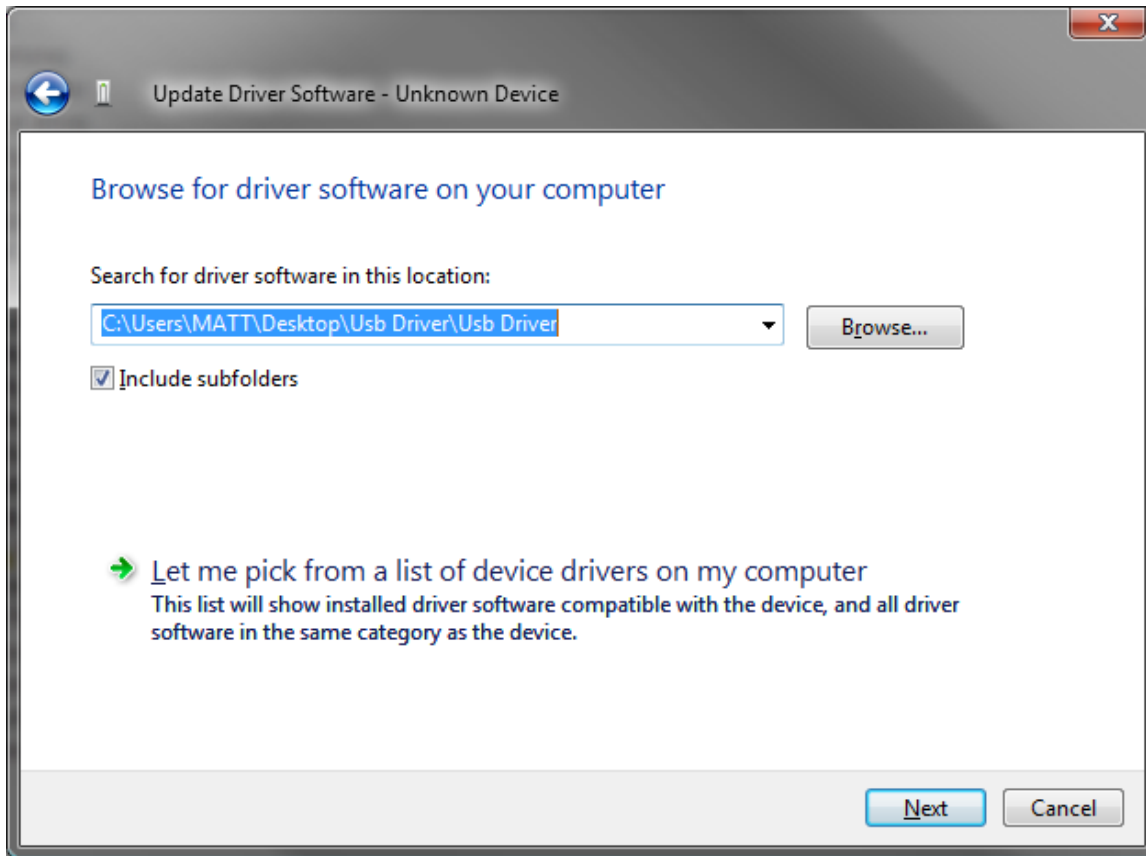 Update Driver Software - Unknown Device
Browse for driver software on your computer
Search for driver software in this location:
C:\Users\MATT\Desktop\Usb Driver\Usb Driver
Browse...
Include subfolders
Let me pick from a list of device drivers on my computer
This list will show installed driver software compatible with the device, and all driver
software in the same category as the device.
Next
Cancel